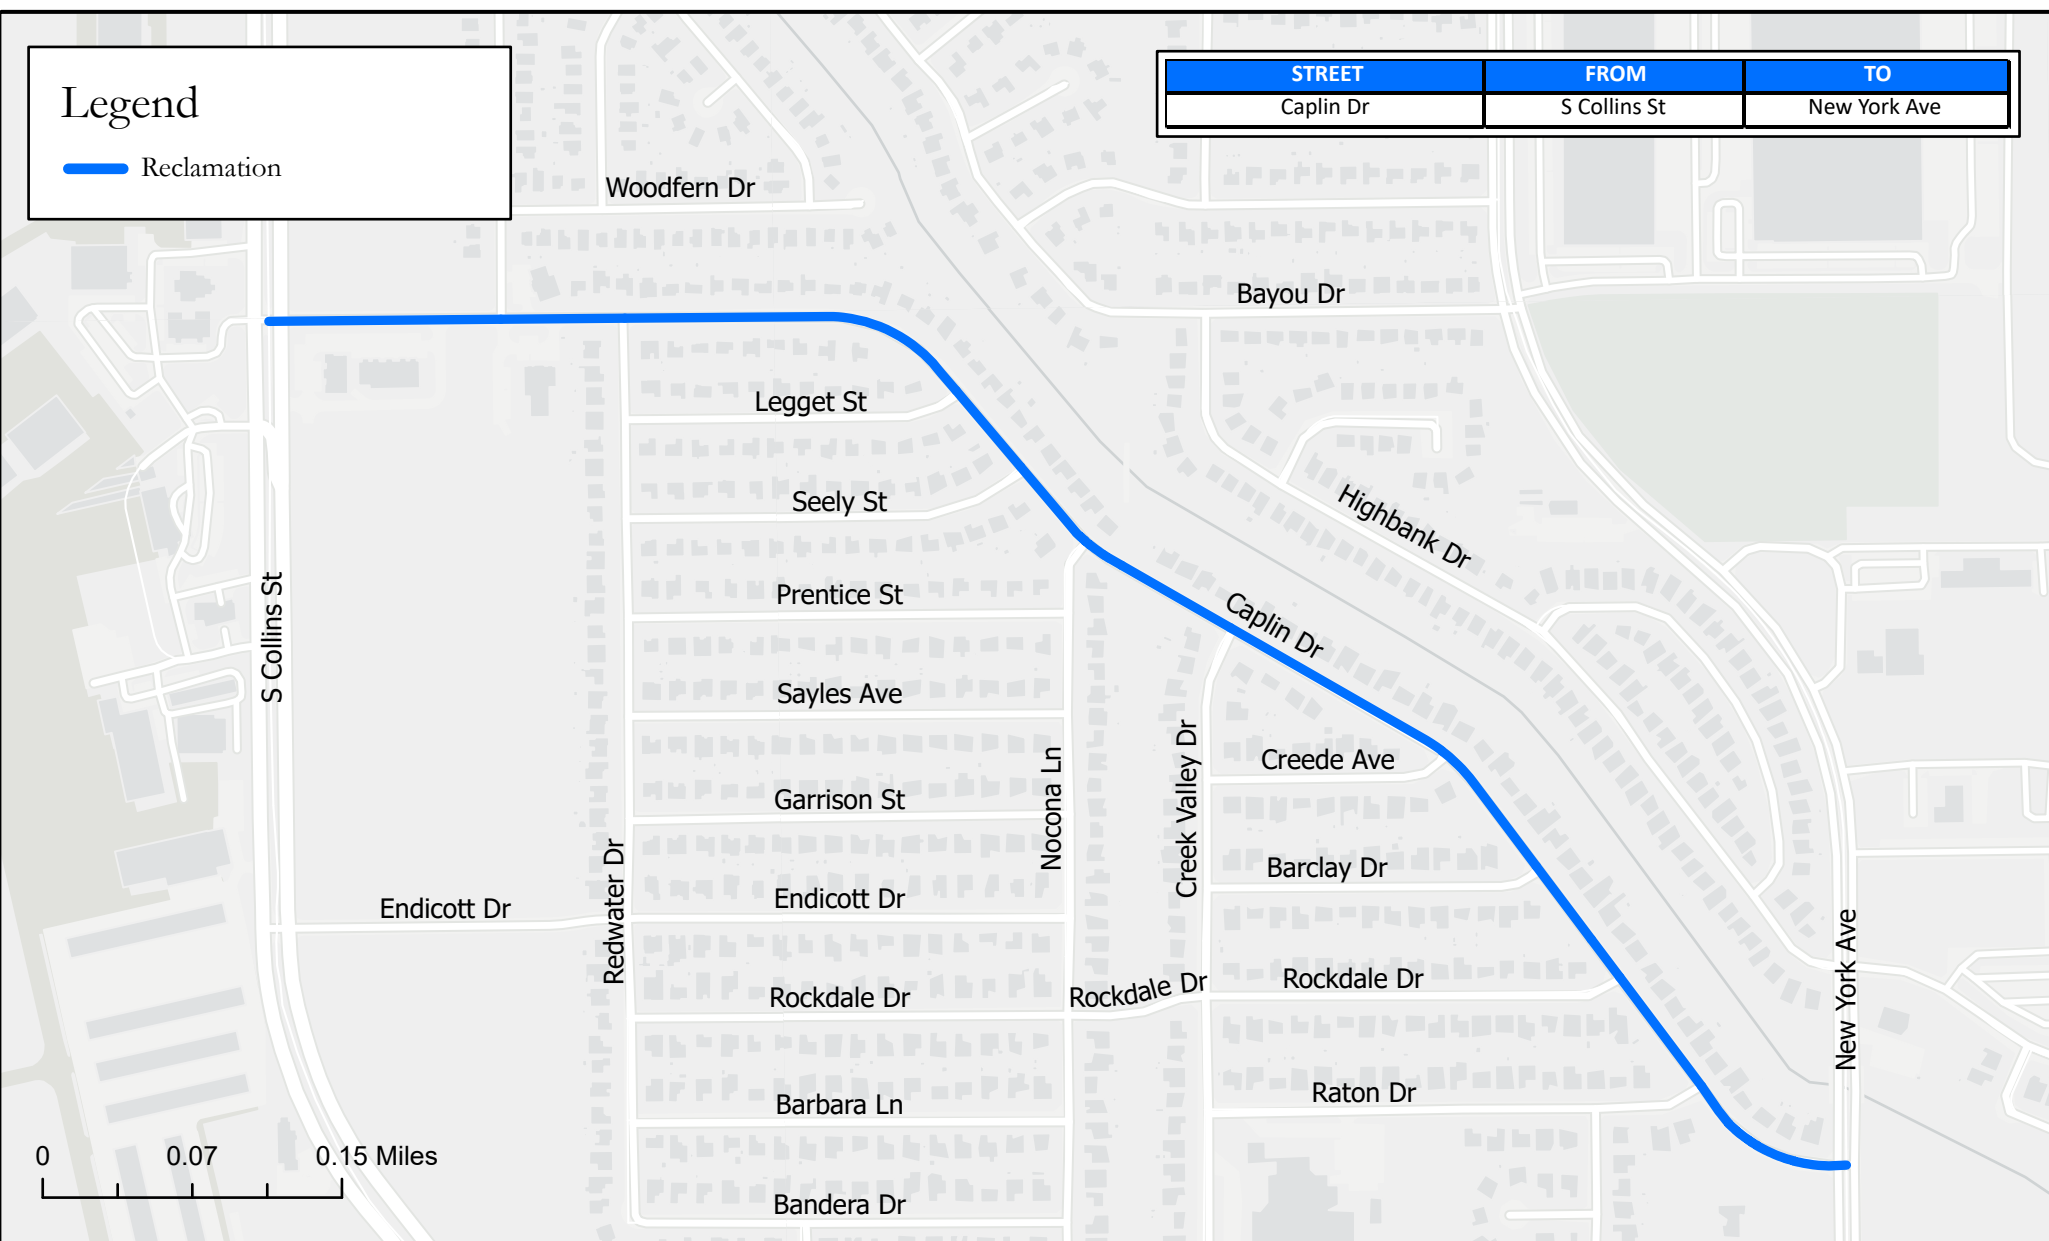 Legend
Reclamation
STREET FROM TO
Caplin Dr S Collins St New York Ave
Woodfern Dr
Bayou Dr
Legget St
Seely St
Highbank Dr
Prentice St
Caplin Dr
S Collins St
Sayles Ave
Creede Ave
Nocona Ln
Creek Valley Dr
Garrison St
Barclay Dr
Redwater Dr
Endicott Dr
Endicott Dr
New York Ave
Rockdale Dr
Rockdale Dr
Rockdale Dr
Raton Dr
Barbara Ln
0 0.07 0.15 Miles
Bandera Dr